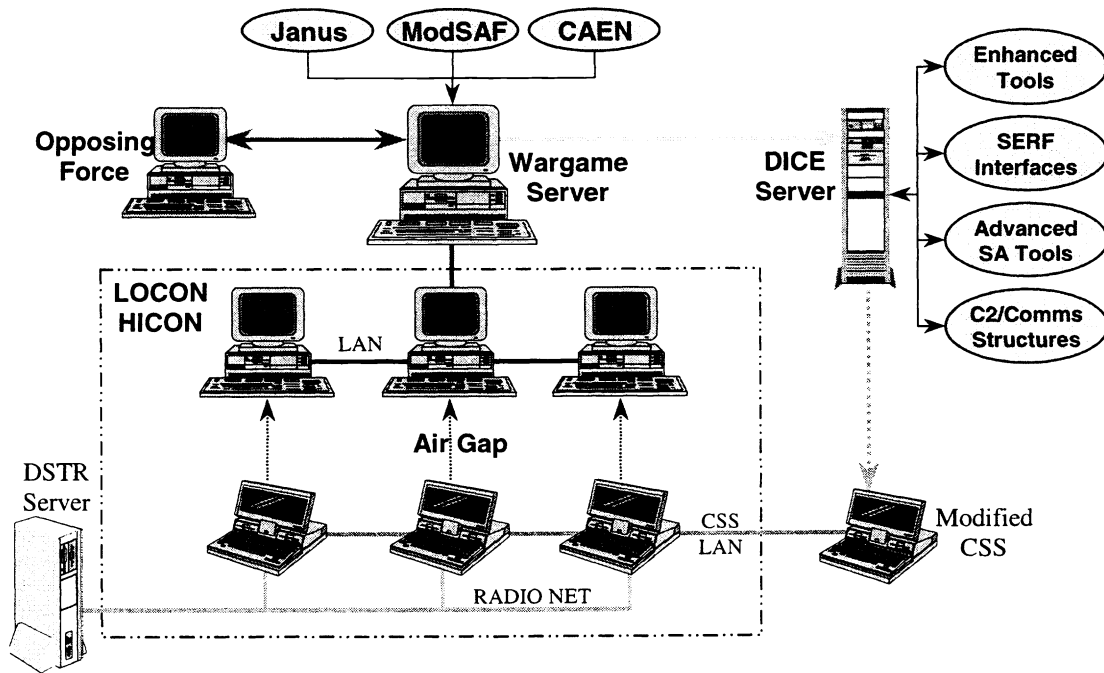 Janus
ModSAF
CAEN
Enhanced
Tools
Opposing
Force
Wargame
Server
DICE
Server
SERF
Interfaces
Advanced
SA Tools
C2/Comms
Structures
LOCON
HICON
LAN
Air Gap
DSTR
Server
CSS
LAN
Modified
CSS
RADIO NET